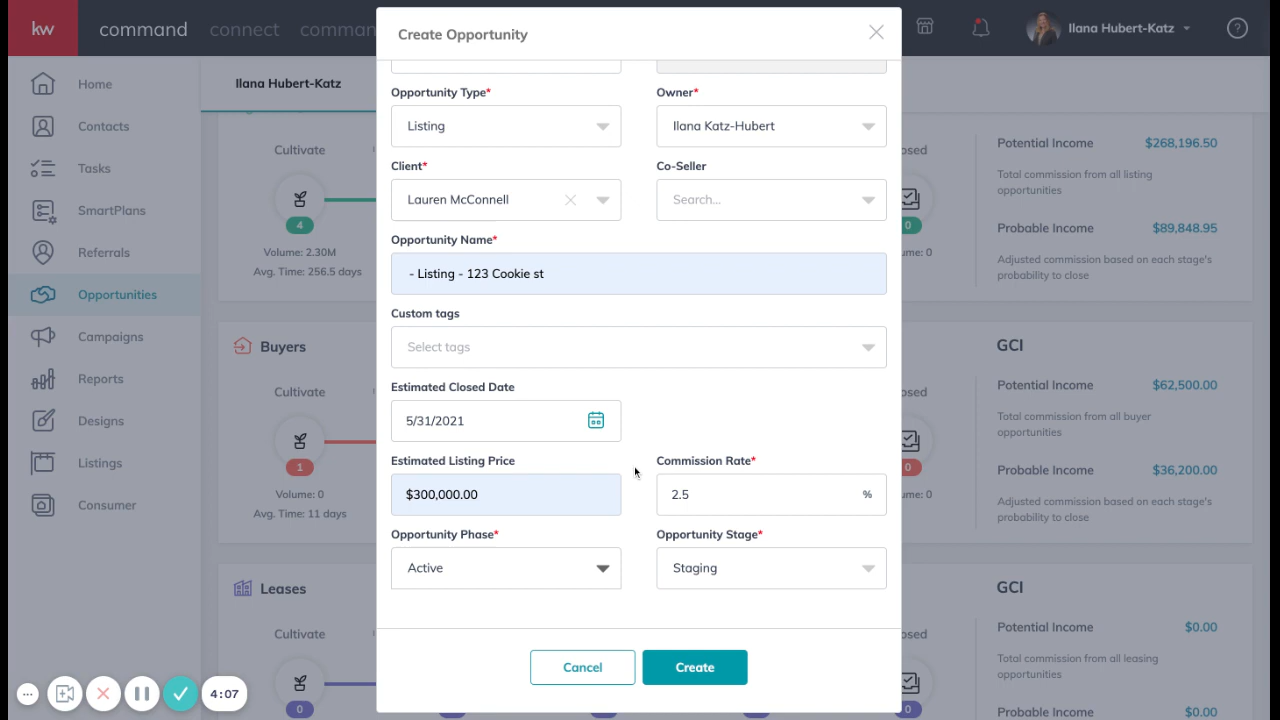 kw
command
connect
comman
Ilana Hubert-Katz
?
Home
Contacts
Tasks
SmartPlans
Referrals
Opportunities
Campaigns
Reports
Designs
Listings
Consumer
Ilana Hubert-Katz
Cultivate
4
Volume: 2.30M
Avg. Time: 256.5 days
Buyers
Cultivate
1
Volume: 0
Avg. Time: 11 days
Leases
Cultivate
0
Create Opportunity
Opportunity Type*
Listing
Owner*
Ilana Katz-Hubert
Client*
Lauren McConnell
Co-Seller
Search...
Opportunity Name*
- Listing - 123 Cookie st
Custom tags
Select tags
Estimated Closed Date
5/31/2021
Estimated Listing Price
$300,000.00
Commission Rate*
2.5 %
Opportunity Phase*
Active
Opportunity Stage*
Staging
Cancel
Create
osed
0
ume: 0
Potential Income $268,196.50
Total commission from all listing
opportunities
Probable Income $89,848.95
Adjusted commission based on each stage's
probability to close
GCI
osed
0
ume: 0
Potential Income $62,500.00
Total commission from all buyer
opportunities
Probable Income $36,200.00
Adjusted commission based on each stage's
probability to close
GCI
osed
0
Potential Income $0.00
Total commission from all leasing
opportunities
Probable Income $0.00
4:07